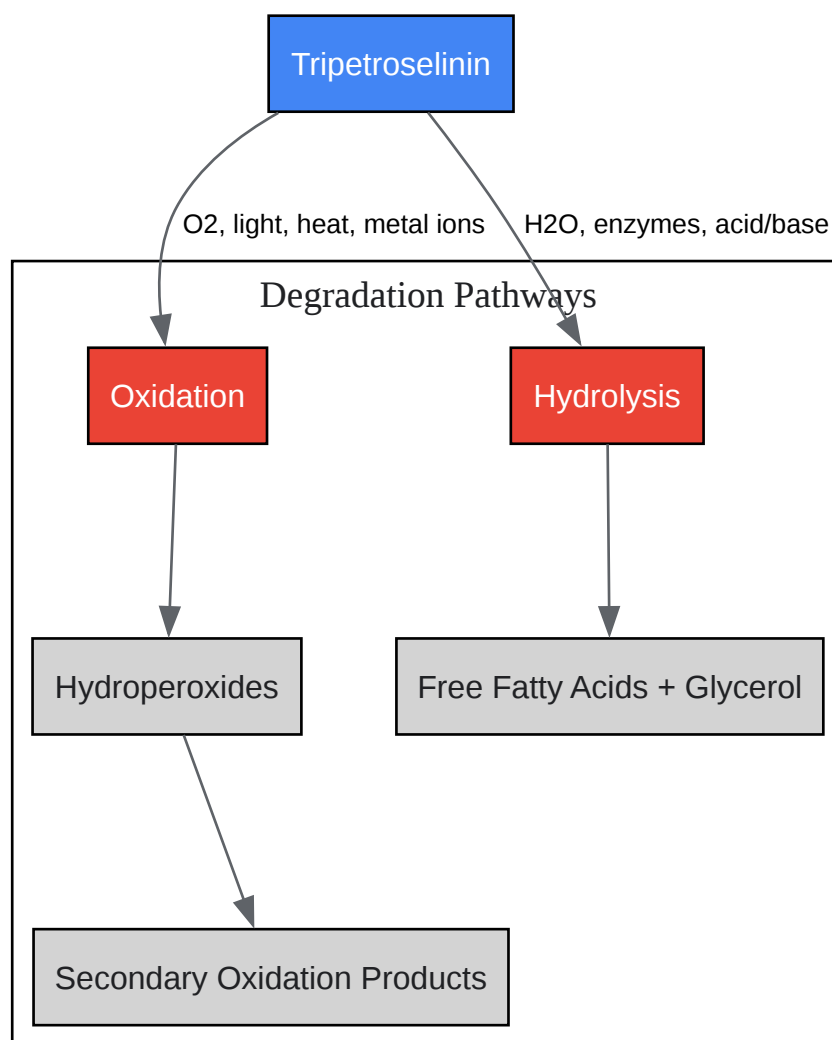 Tripetroselinin
O2, light, heat, metal ions
H2O, enzymes, acid/base
Degradation Pathways
Oxidation
Hydrolysis
Hydroperoxides
Free Fatty Acids + Glycerol
Secondary Oxidation Products